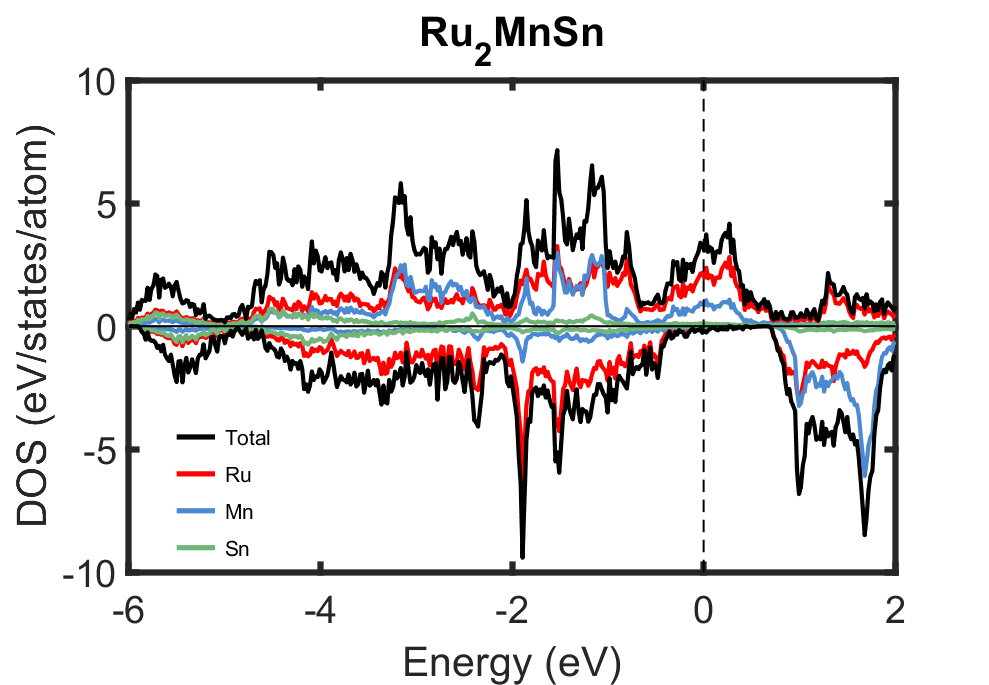 Ru₂MnSn
DOS (eV/states/atom)
10
5
0
-5
-10
Total
Ru
Mn
Sn
-6 -4 -2 0 2
Energy (eV)